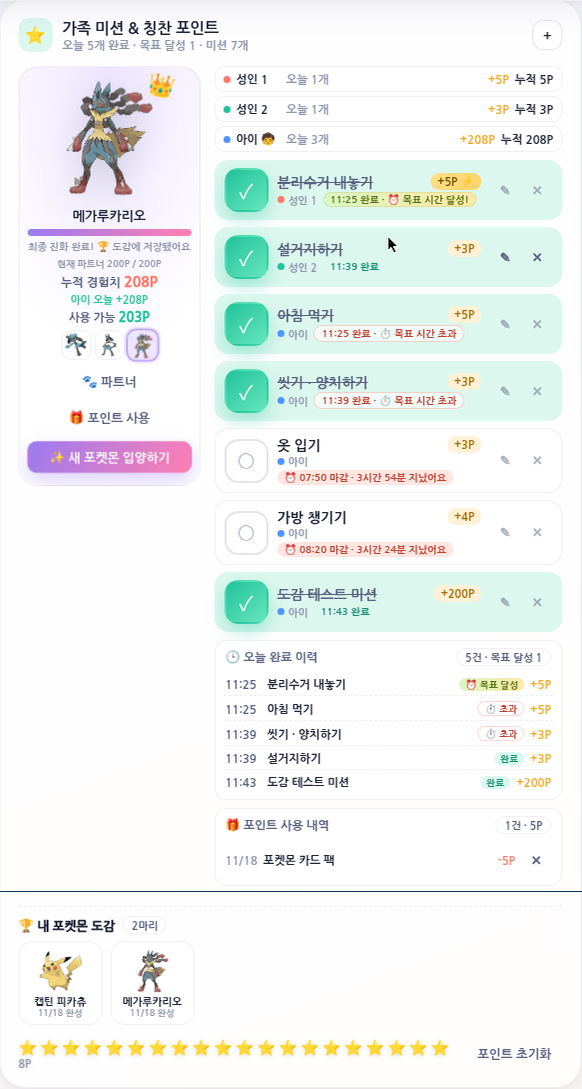 가족 미션 & 칭찬 포인트
오늘 5개 완료 · 목표 달성 1 · 미션 7개
+
메가루카리오
최종 진화 완료! 🏆 도감에 저장됐어요
현재 파트너 200P / 200P
누적 경험치 208P
아이 오늘 +208P
사용 가능 203P
🐾 파트너
🎁 포인트 사용
✨ 새 포켓몬 입양하기
성인 1 오늘 1개 +5P 누적 5P
성인 2 오늘 1개 +3P 누적 3P
아이 🧒 오늘 3개 +208P 누적 208P
✓ 분리수거 내놓기 +5P ⚡ ✎ ✕
성인 1 11:25 완료 · ⏰ 목표 시간 달성!
✓ 설거지하기 +3P ✎ ✕
성인 2 11:39 완료
✓ 아침 먹기 +5P ✎ ✕
아이 11:25 완료 · ⏱️ 목표 시간 초과
✓ 씻기 · 양치하기 +3P ✎ ✕
아이 11:39 완료 · ⏱️ 목표 시간 초과
옷 입기 +3P ✎ ✕
아이
⏰ 07:50 마감 · 3시간 54분 지났어요
가방 챙기기 +4P ✎ ✕
아이
⏰ 08:20 마감 · 3시간 24분 지났어요
✓ 도감 테스트 미션 +200P ✎ ✕
아이 11:43 완료
🕒 오늘 완료 이력 5건 · 목표 달성 1
11:25 분리수거 내놓기 ⏰ 목표 달성 +5P
11:25 아침 먹기 ⏱️ 초과 +5P
11:39 씻기 · 양치하기 ⏱️ 초과 +3P
11:39 설거지하기 완료 +3P
11:43 도감 테스트 미션 완료 +200P
🎁 포인트 사용 내역 1건 · 5P
11/18 포켓몬 카드 팩 -5P ✕
🏆 내 포켓몬 도감 2마리
캡틴 피카츄
11/18 완성
메가루카리오
11/18 완성
⭐⭐⭐⭐⭐⭐⭐⭐⭐⭐⭐⭐⭐⭐⭐⭐⭐⭐⭐⭐
8P
포인트 초기화